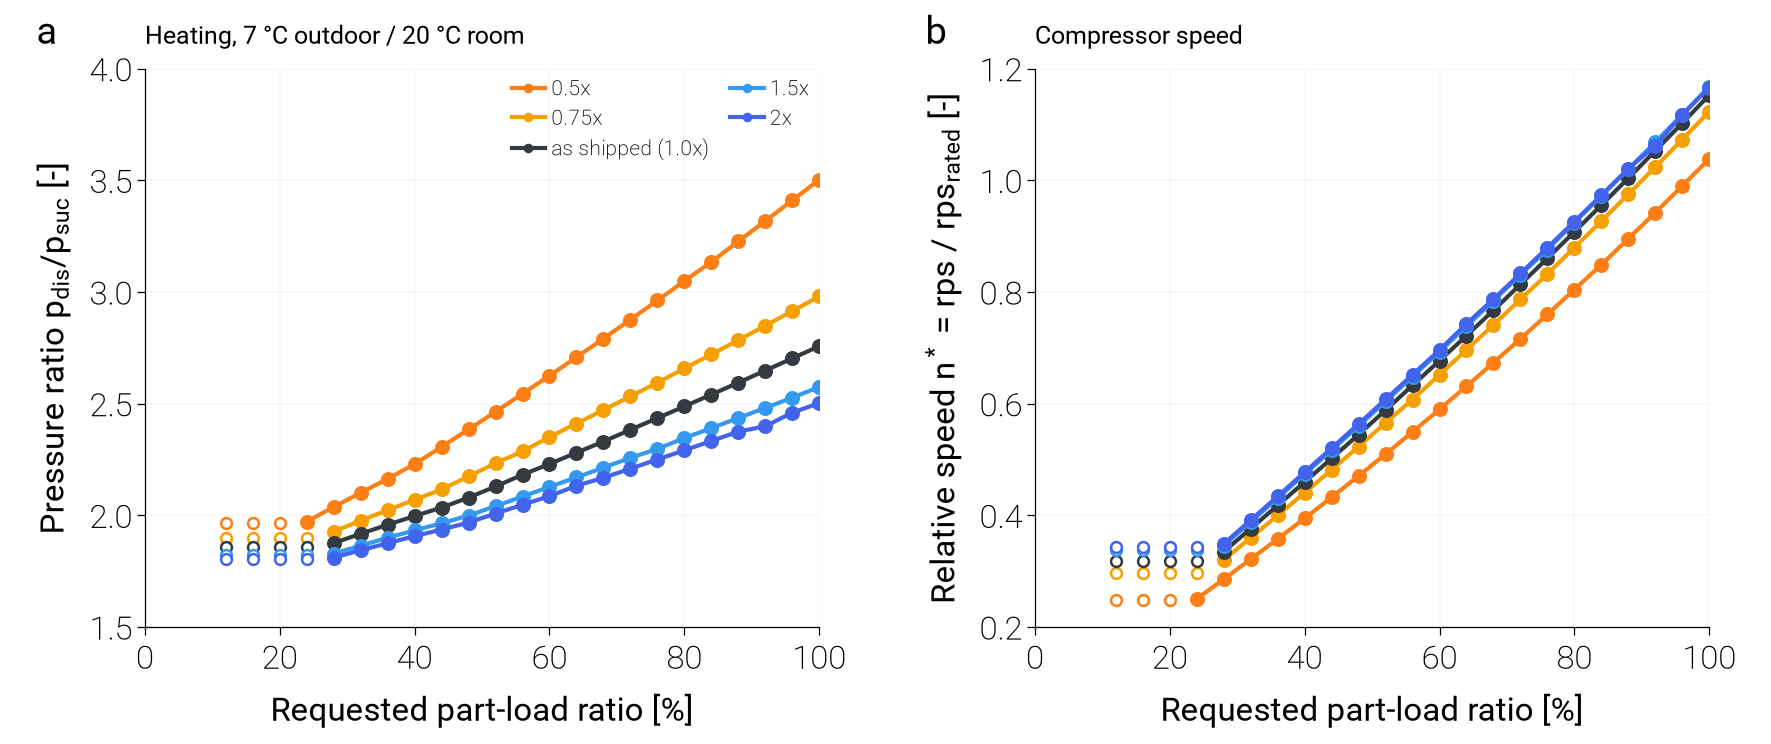 a
Heating, 7 °C outdoor / 20 °C room
4.0
3.5
3.0
2.5
2.0
1.5
0
20
40
60
80
100
Pressure ratio pdis/psuc [-]
Requested part-load ratio [%]
0.5x
0.75x
as shipped (1.0x)
1.5x
2x
b
Compressor speed
1.2
1.0
0.8
0.6
0.4
0.2
0
20
40
60
80
100
Relative speed n* = rps / rpsrated [-]
Requested part-load ratio [%]